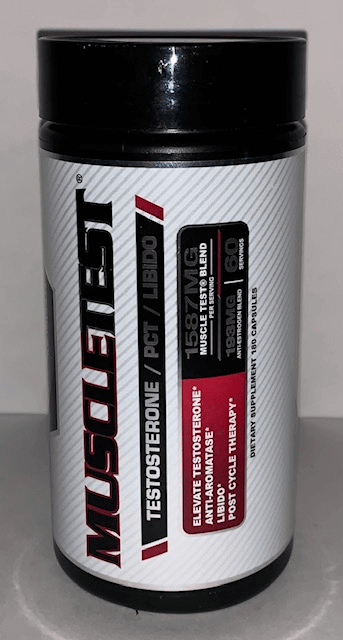 MUSCLETEST®
TESTOSTERONE / PCT / LIBIDO
1587MG
MUSCLE TEST® BLEND
PER SERVING
193MG
ANTI-ESTROGEN BLEND
60
SERVINGS
ELEVATE TESTOSTERONE*
ANTI-AROMATASE*
LIBIDO*
POST CYCLE THERAPY*
DIETARY SUPPLEMENT 180 CAPSULES